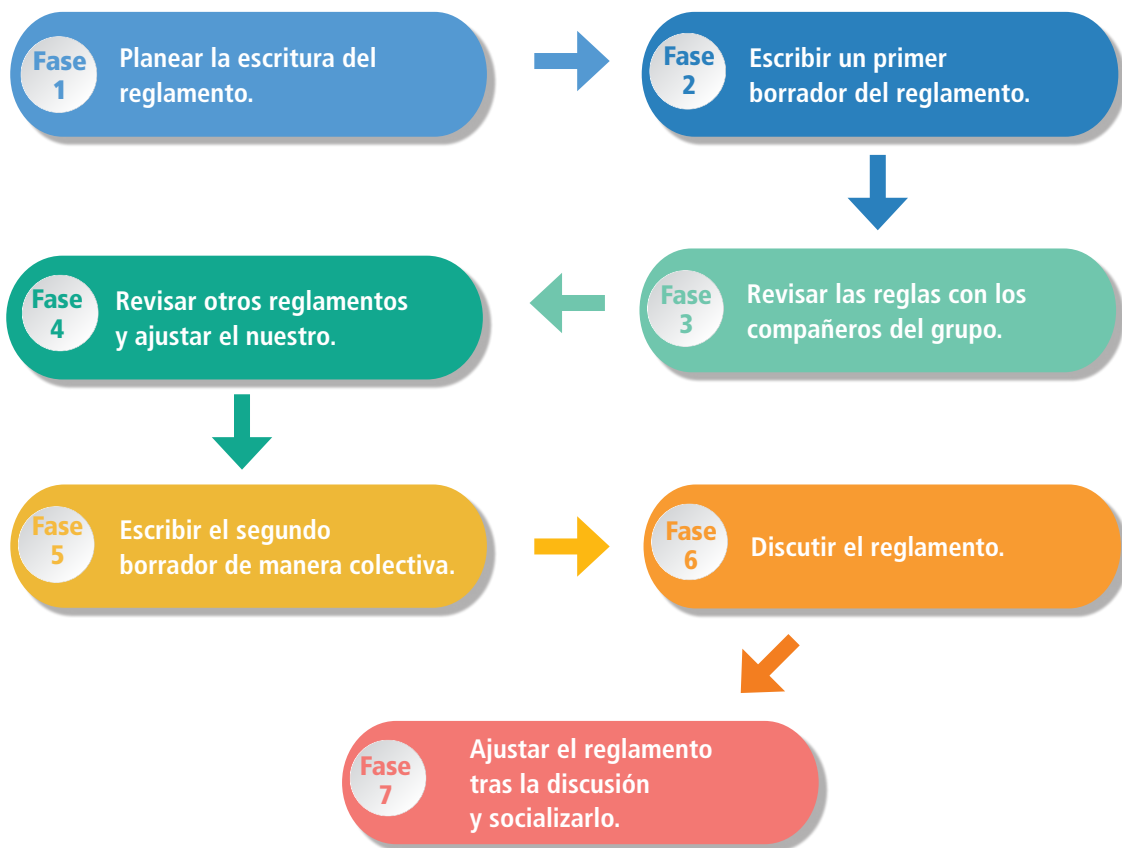 Fase
1
Planear la escritura del
reglamento.
Fase
2
Escribir un primer
borrador del reglamento.
Fase
3
Revisar las reglas con los
compañeros del grupo.
Fase
4
Revisar otros reglamentos
y ajustar el nuestro.
Fase
5
Escribir el segundo
borrador de manera colectiva.
Fase
6
Discutir el reglamento.
Fase
7
Ajustar el reglamento
tras la discusión
y socializarlo.